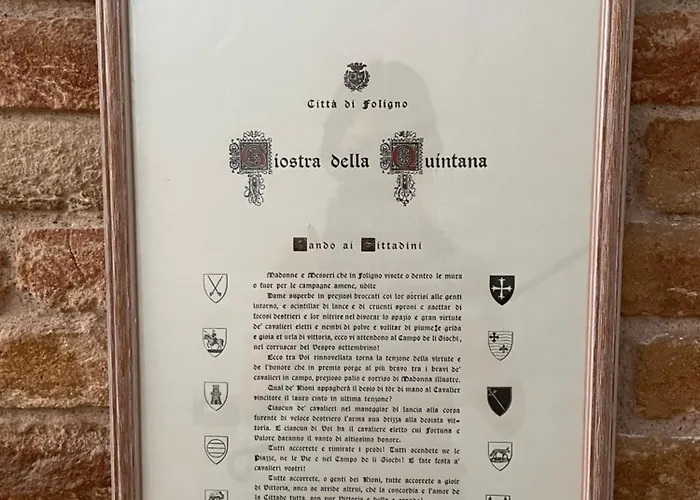 Città di Foligno
Giostra della Quintana
Bando ai Cittadini
Madonne e Messeri che in Foligno vivete o dentro le mura
o fuor per le campagne amene, udite
Dame superbe in preziosi broccati coi lor sorrisi alle genti
intorno, e scintillar di lance e di cruenti sproni e saettar di
focosi destrieri e lor nitrire nel divorar lo spazio e gran virtute
de' cavalieri eletti e nembi di polve e volitar di piume!e grida
e gioia et urla di vittoria, ecco vi attendono al Campo de li Giochi,
nel corruscar del Vespro settembrino!
Ecco tra Voi rinnovellata torna la tenzone della virtute e
de l'honore che in premio porge al più bravo tra i bravi de'
cavalieri in campo, prezioso palio e sorriso di Madonna illustre.
Qual de' Rioni appagherà il desio di tôr di mano al Cavalier
vincitore il lauro cinto in ultima tenzone?
Ciascun de' cavalieri nel maneggiar di lancia alla corsa
furente di veloce destriero l'arma sua drizza alla desiata vit-
toria. E ciascun di Voi ha il cavaliere eletto cui Fortuna e
Valore daranno il vanto di altissimo honore.
Tutti accorrete e rimirate i prodi! Tutti scendete ne le
Piazze, ne le Vie e nel Campo de li Giochi! E fate festa a'
cavalieri vostri!
Tutte accorrete, o genti dei Rioni, tutte accorrete a gioir
di Vittoria, anco se arride altrui, chè la concordia e l'amor de
la Cittade tutta, son pur Vittoria e bella e grande!